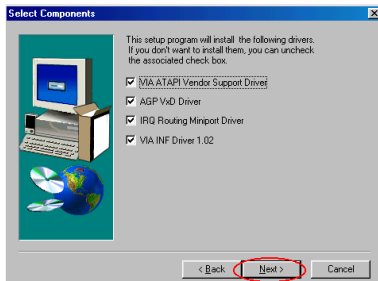 Select Components
This setup program will install the following drivers.
If you don't want to install them, you can uncheck
the associated check box.
VIA ATAPI Vendor Support Driver
AGP VxD Driver
IRQ Routing Miniport Driver
VIA INF Driver 1.02
< Back
Next >
Cancel